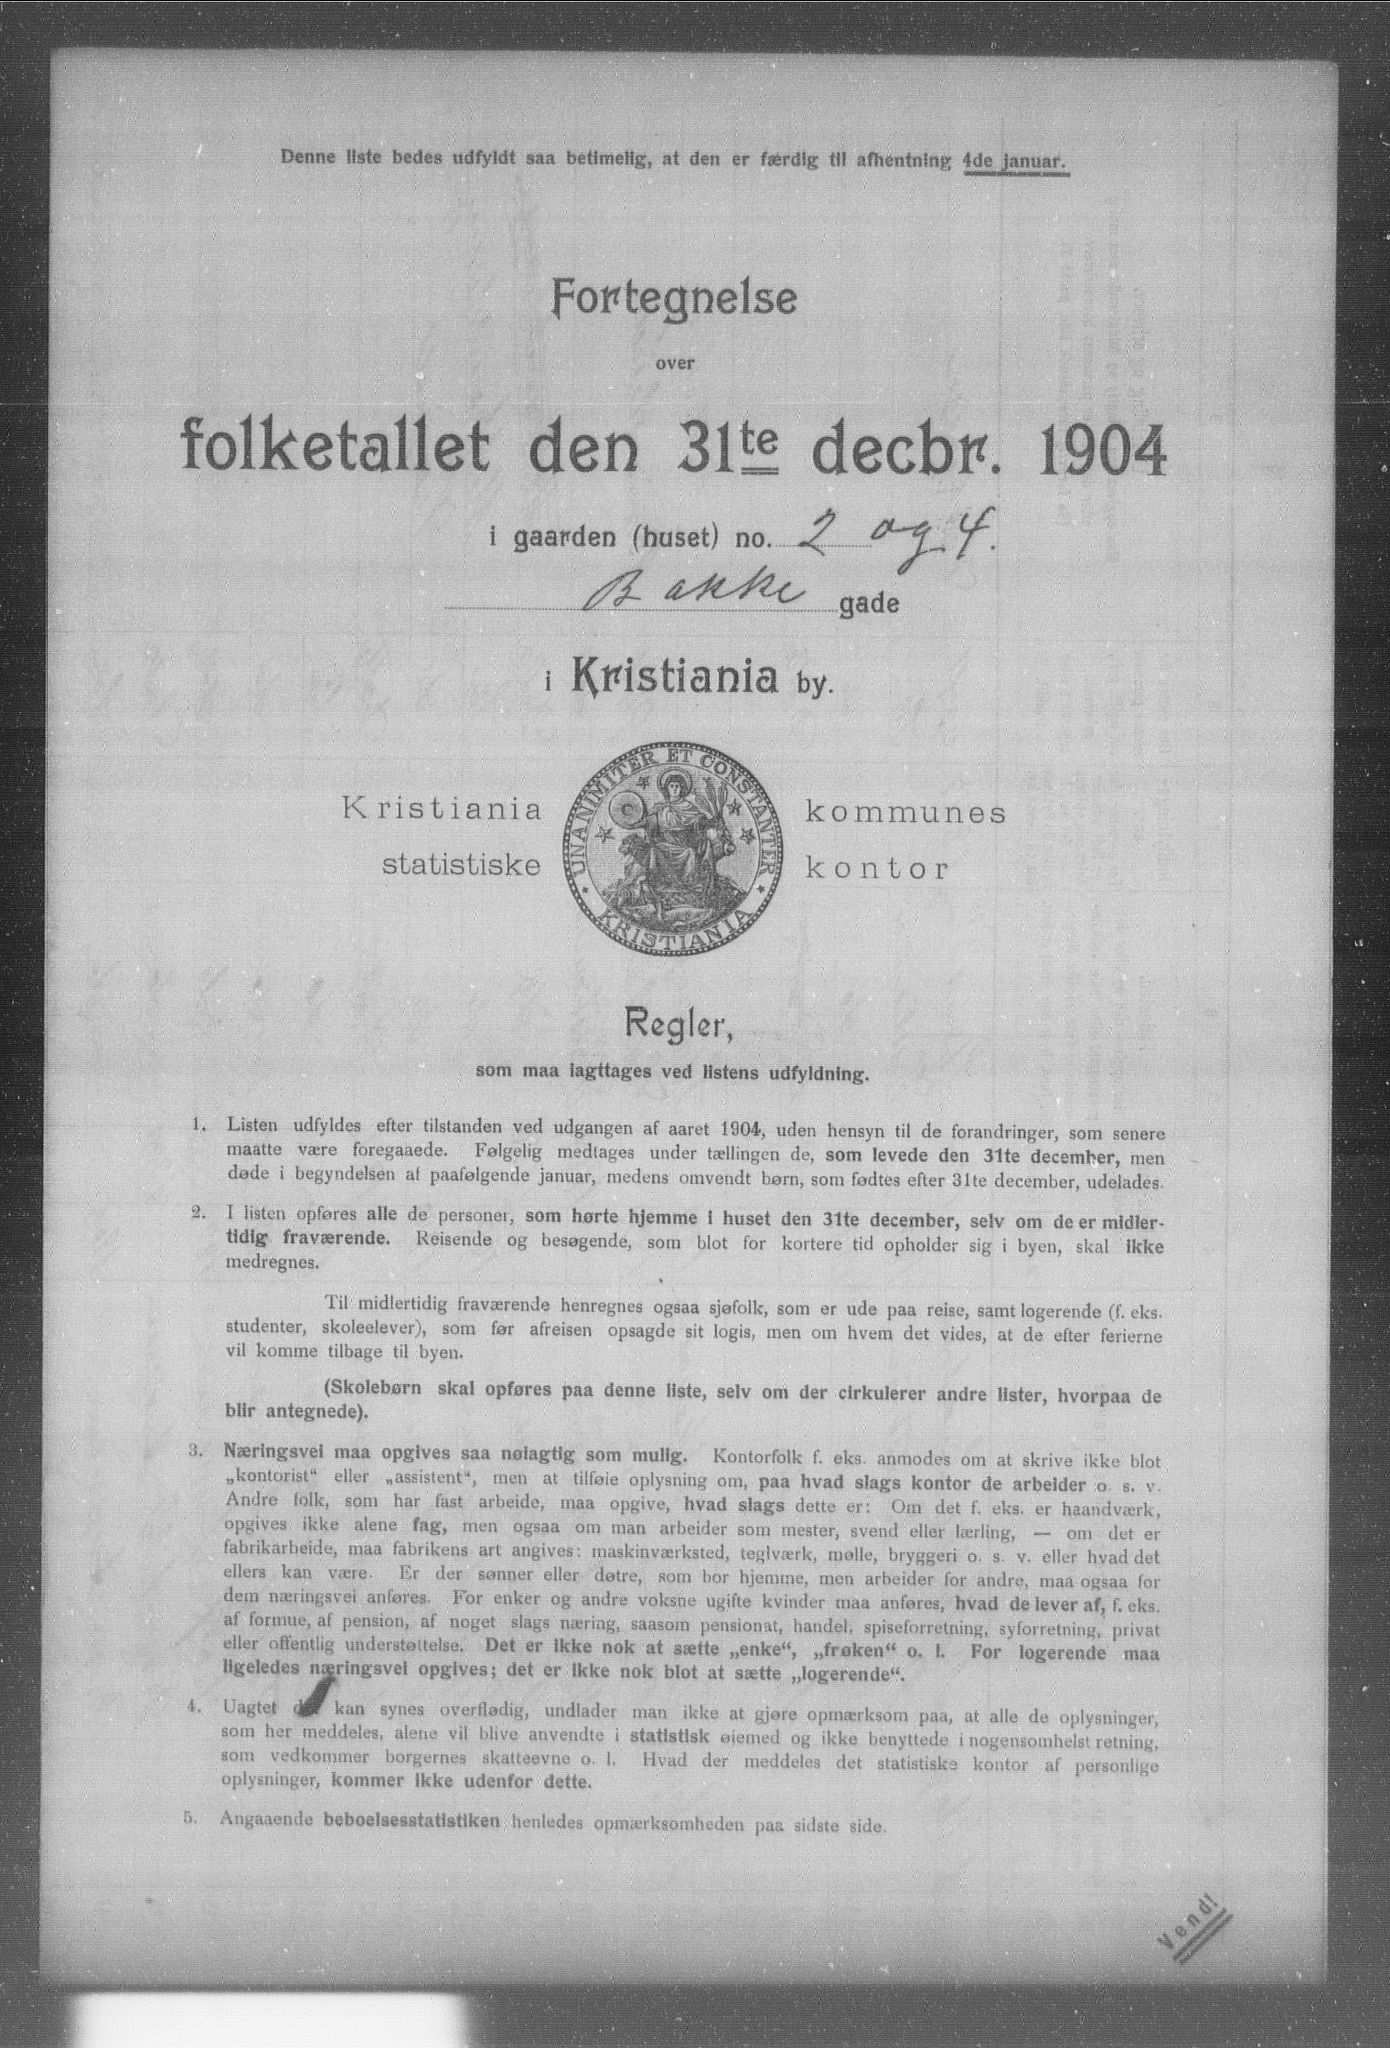 Denne liste bedes udfyldt saa betimelig, at den er færdig til afhentning 4de januar.
Fortegnelse
over
folketallet den 31te decbr. 1904
i gaarden (huset) no. 2 og 4.
Bakke gade
i Kristiania by.
UNANIMITER ET CONSTANTER
KRISTIANIA
Kristiania kommunes
statistiske kontor
Regler,
som maa iagttages ved listens udfyldning.
1. Listen udfyldes efter tilstanden ved udgangen af aaret 1904, uden hensyn til de forandringer, som senere
maatte være foregaaede. Følgelig medtages under tællingen de, som levede den 31te december, men
døde i begyndelsen af paafølgende januar, medens omvendt børn, som fødtes efter 31te december, udelades.
2. I listen opføres alle de personer, som hørte hjemme i huset den 31te december, selv om de er midler-
tidig fraværende. Reisende og besøgende, som blot for kortere tid opholder sig i byen, skal ikke
medregnes.
Til midlertidig fraværende henregnes ogsaa sjøfolk, som er ude paa reise, samt logerende (f. eks.
studenter, skoleelever), som før afreisen opsagde sit logis, men om hvem det vides, at de efter ferierne
vil komme tilbage til byen.
(Skolebørn skal opføres paa denne liste, selv om der cirkulerer andre lister, hvorpaa de
blir antegnede).
3. Næringsvei maa opgives saa nøiagtig som mulig. Kontorfolk f. eks. anmodes om at skrive ikke blot
„kontorist“ eller „assistent“, men at tilføie oplysning om, paa hvad slags kontor de arbeider o. s. v.
Andre folk, som har fast arbeide, maa opgive, hvad slags dette er: Om det f. eks. er haandværk,
opgives ikke alene fag, men ogsaa om man arbeider som mester, svend eller lærling, — om det er
fabrikarbeide, maa fabrikens art angives: maskinværksted, teglværk, mølle, bryggeri o. s. v. eller hvad det
ellers kan være. Er der sønner eller døtre, som bor hjemme, men arbeider for andre, maa ogsaa for
dem næringsvei anføres. For enker og andre voksne ugifte kvinder maa anføres, hvad de lever af, f. eks.
af formue, af pension, af noget slags næring, saasom pensionat, handel, spiseforretning, syforretning, privat
eller offentlig understøttelse. Det er ikke nok at sætte „enke“, „frøken“ o. l. For logerende maa
ligeledes næringsvei opgives; det er ikke nok blot at sætte „logerende“.
4. Uagtet kan synes overflødig, undlader man ikke at gjøre opmærksom paa, at alle de oplysninger,
som her meddeles, alene vil blive anvendte i statistisk øiemed og ikke benyttede i nogensomhelst retning,
som vedkommer borgernes skatteevne o. l. Hvad der meddeles det statistiske kontor af personlige
oplysninger, kommer ikke udenfor dette.
5. Angaaende beboelsesstatistiken henledes opmærksomheden paa sidste side.
Vend!